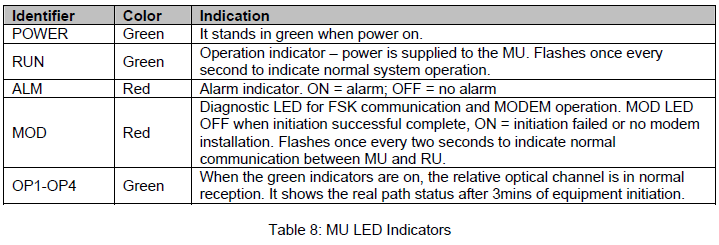 Identifier Color Indication
POWER Green It stands in green when power on.
RUN Green Operation indicator – power is supplied to the MU. Flashes once every
second to indicate normal system operation.
ALM Red Alarm indicator. ON = alarm; OFF = no alarm
MOD Red Diagnostic LED for FSK communication and MODEM operation. MOD LED
OFF when initiation successful complete, ON = initiation failed or no modem
installation. Flashes once every two seconds to indicate normal
communication between MU and RU.
OP1-OP4 Green When the green indicators are on, the relative optical channel is in normal
reception. It shows the real path status after 3mins of equipment initiation.
Table 8: MU LED Indicators